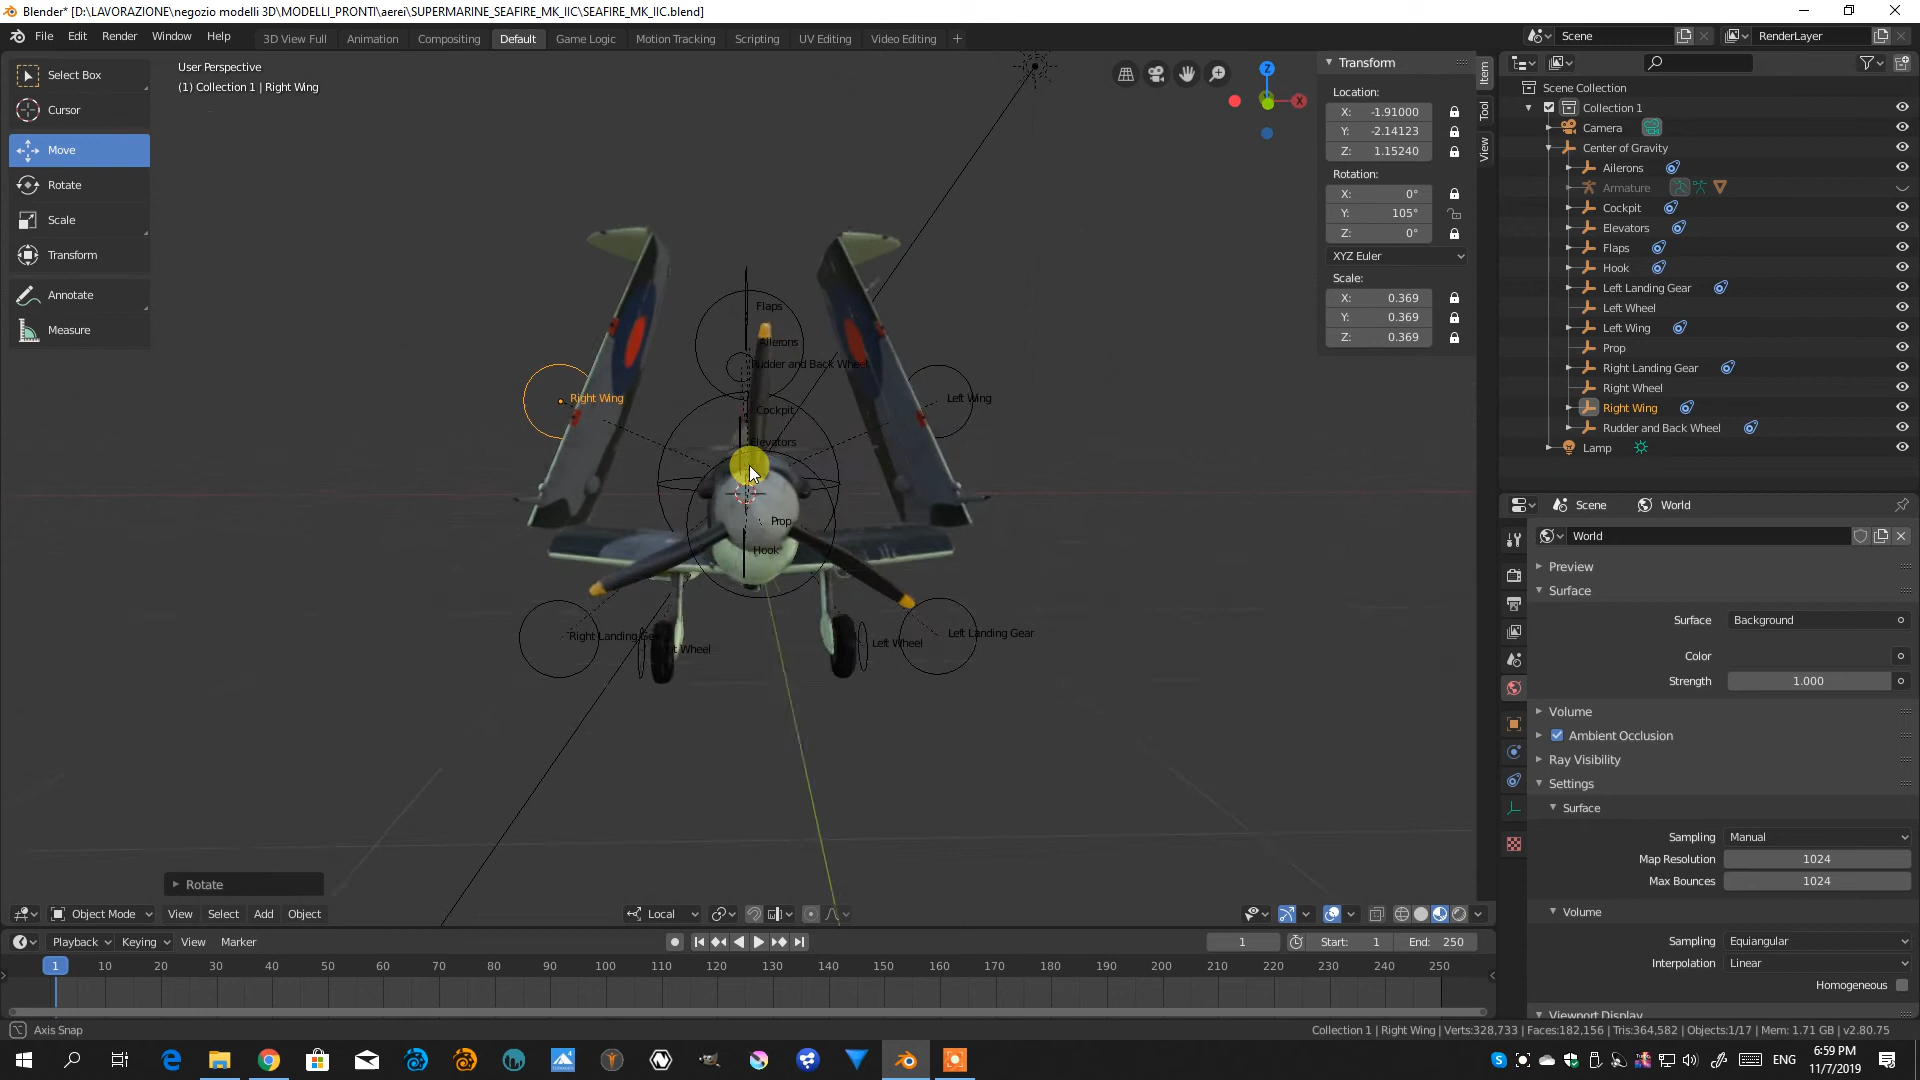 Blender* [D:\LAVORAZIONE\negozio modelli 3D\MODELLI_PRONTI\aerei\SUPERMARINE_SEAFIRE_MK_IIC\SEAFIRE_MK_IIC.blend]
File Edit Render Window Help 3D View Full Animation Compositing Default Game Logic Motion Tracking Scripting UV Editing Video Editing + Scene RenderLayer
Select Box
Cursor
Move
Rotate
Scale
Transform
Annotate
Measure
User Perspective
(1) Collection 1 | Right Wing
Flaps
Ailerons
Rudder and Back Wheel
Right Wing
Left Wing
Cockpit
Elevators
Prop
Hook
Right Landing Ge
Left Landing Gear
t Wheel
Left Wheel
Z
X
Transform
Location:
X: -1.91000
Y: -2.14123
Z: 1.15240
Rotation:
X: 0°
Y: 105°
Z: 0°
XYZ Euler
Scale:
X: 0.369
Y: 0.369
Z: 0.369
Item
Tool
View
Scene Collection
Collection 1
Camera
Center of Gravity
Ailerons
Armature
Cockpit
Elevators
Flaps
Hook
Left Landing Gear
Left Wheel
Left Wing
Prop
Right Landing Gear
Right Wheel
Right Wing
Rudder and Back Wheel
Lamp
Scene World
World
Preview
Surface
Surface Background
Color
Strength 1.000
Volume
Ambient Occlusion
Ray Visibility
Settings
Surface
Sampling Manual
Map Resolution 1024
Max Bounces 1024
Volume
Sampling Equiangular
Interpolation Linear
Homogeneous
Viewport Display
Rotate
Object Mode View Select Add Object Local
Playback Keying View Marker 1 Start: 1 End: 250
1 10 20 30 40 50 60 70 80 90 100 110 120 130 140 150 160 170 180 190 200 210 220 230 240 250
Axis Snap
Collection 1 | Right Wing | Verts:328,733 | Faces:182,156 | Tris:364,582 | Objects:1/17 | Mem: 1.71 GB | v2.80.75
ENG
6:59 PM
11/7/2019